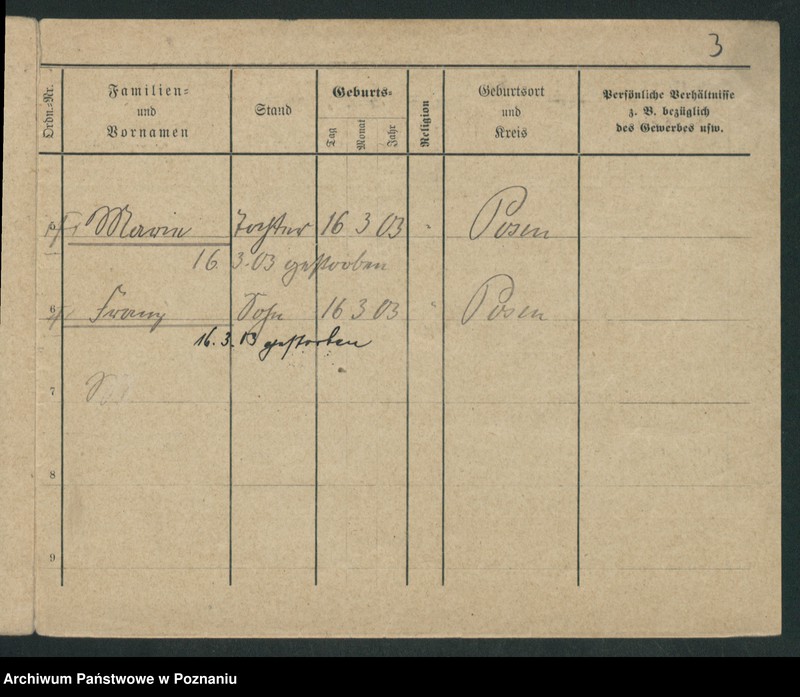 3
Ordn.-Nr.
Familien-
und
Vornamen
Stand
Geburts-
Tag
Monat
Jahr
Religion
Geburtsort
und
Kreis
Persönliche Verhältnisse
z. B. bezüglich
des Gewerbes usw.
5 Marie Tochter 16 3 03 " Posen
16. 3. 03 gestorben
6 Franz Sohn 16 3 03 " Posen
16. 3. 03 gestorben
7
8
9
Archiwum Państwowe w Poznaniu